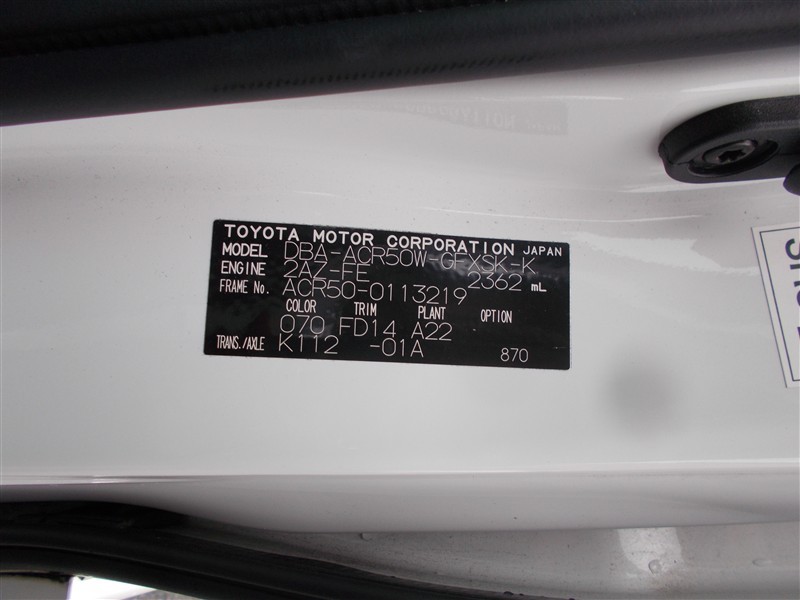 TOYOTA MOTOR CORPORATION JAPAN
MODEL DBA-ACR50W-GFXSK-K
ENGINE 2AZ-FE 2362 mL
FRAME No. ACR50-0113219
COLOR TRIM PLANT OPTION
070 FD14 A22
TRANS./AXLE K112 -01A 870